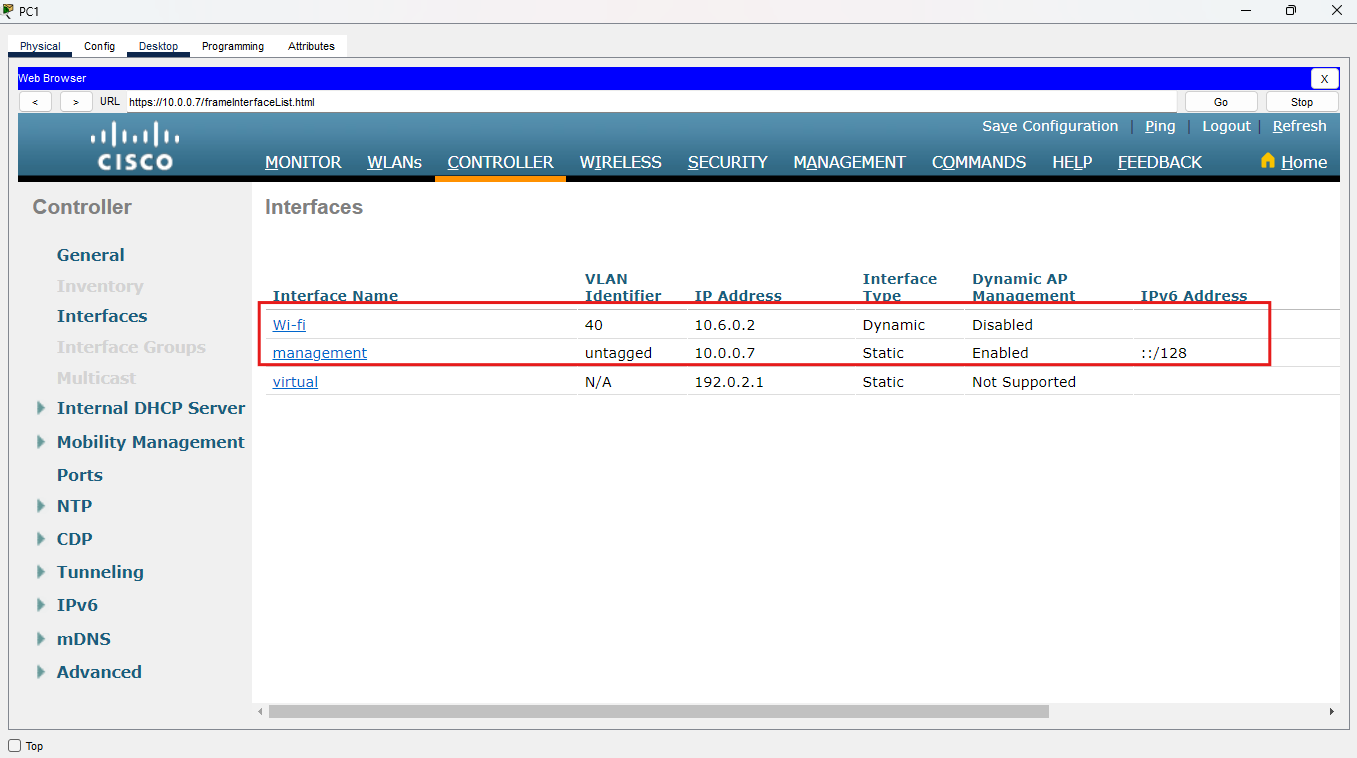 PC1
Physical Config Desktop Programming Attributes
Web Browser
X
< > URL https://10.0.0.7/frameInterfaceList.html Go Stop
Save Configuration | Ping | Logout | Refresh
CISCO
MONITOR WLANs CONTROLLER WIRELESS SECURITY MANAGEMENT COMMANDS HELP FEEDBACK Home
Controller
General
Inventory
Interfaces
Interface Groups
Multicast
Internal DHCP Server
Mobility Management
Ports
NTP
CDP
Tunneling
IPv6
mDNS
Advanced
Interfaces
Interface Name VLAN Identifier IP Address Interface Type Dynamic AP Management IPv6 Address
Wi-fi 40 10.6.0.2 Dynamic Disabled
management untagged 10.0.0.7 Static Enabled ::/128
virtual N/A 192.0.2.1 Static Not Supported
Top